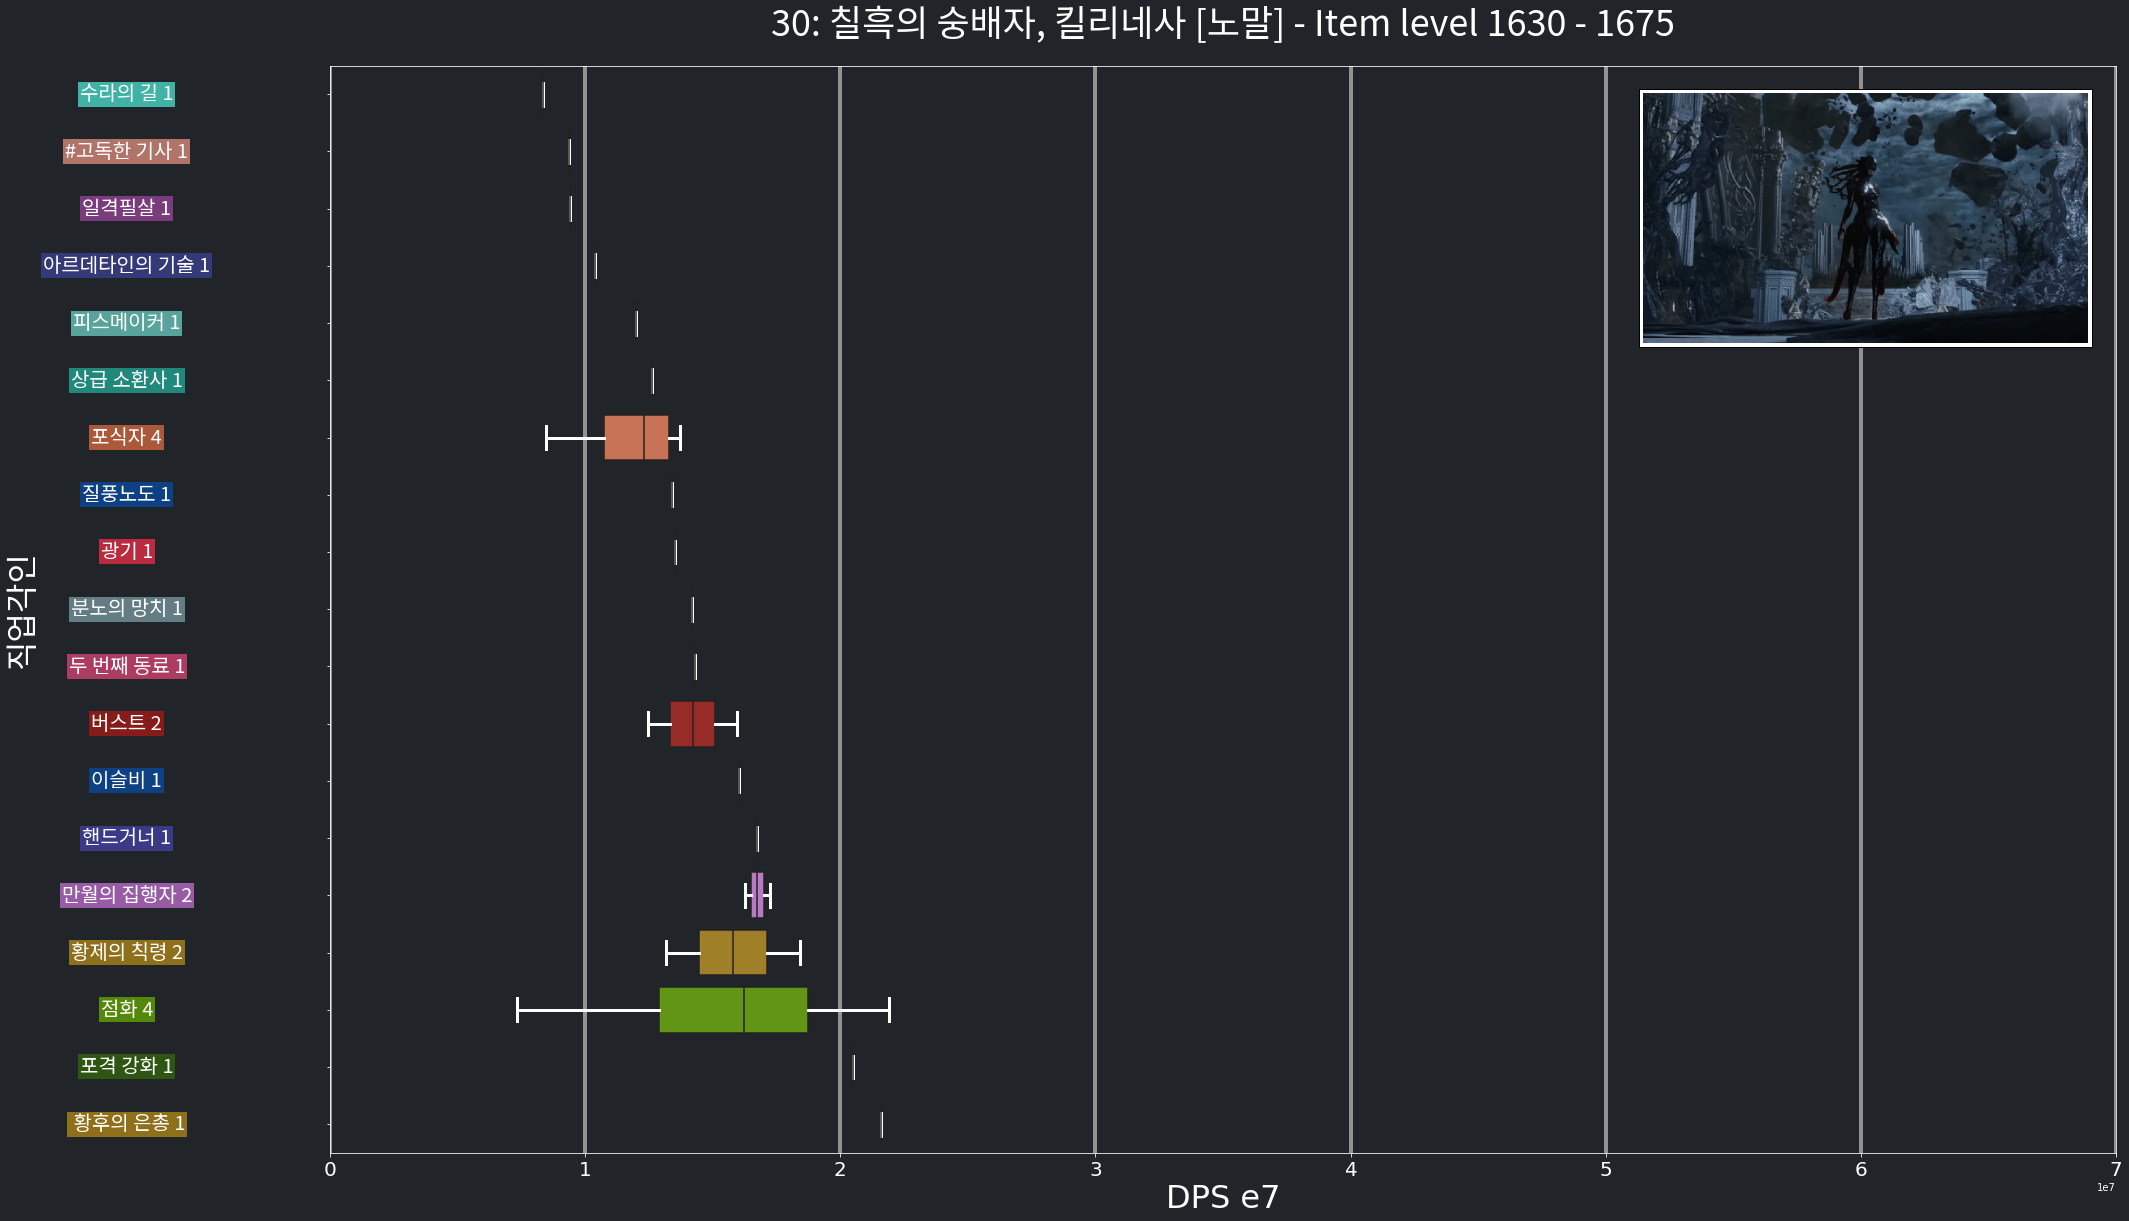 30: 칠흑의 숭배자, 킬리네사 [노말] - Item level 1630 - 1675
수라의 길 1
#고독한 기사 1
일격필살 1
아르데타인의 기술 1
피스메이커 1
상급 소환사 1
포식자 4
질풍노도 1
광기 1
분노의 망치 1
두 번째 동료 1
버스트 2
이슬비 1
핸드거너 1
만월의 집행자 2
황제의 칙령 2
점화 4
포격 강화 1
황후의 은총 1
직업각인
0 1 2 3 4 5 6 7
1e7
DPS e7